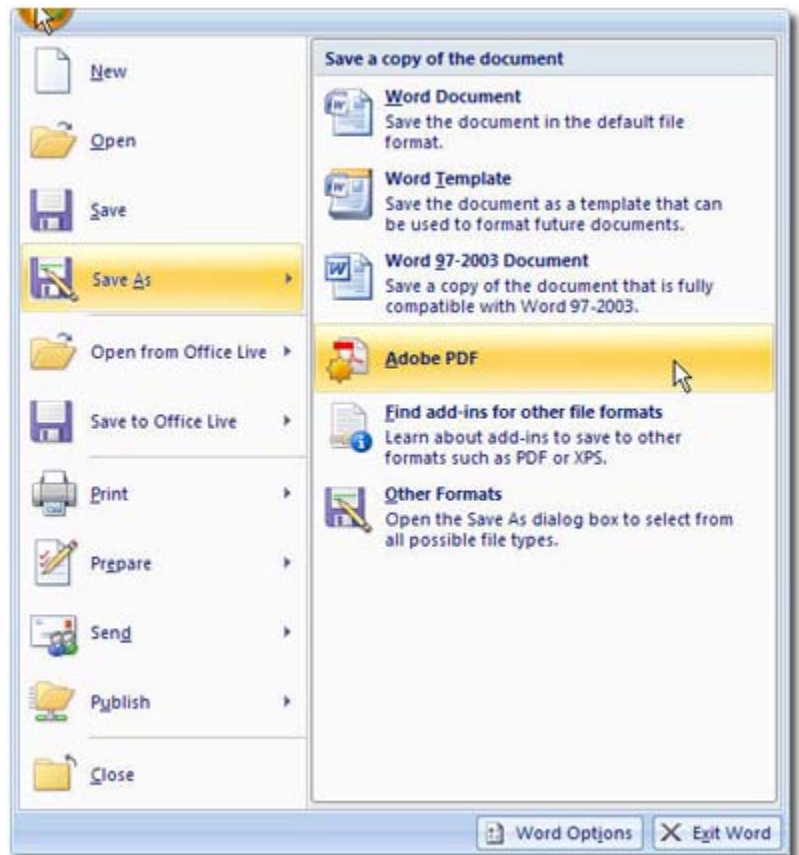 New
Open
Save
Save As
Open from Office Live
Save to Office Live
Print
Prepare
Send
Publish
Close
Save a copy of the document
Word Document
Save the document in the default file
format.
Word Template
Save the document as a template that can
be used to format future documents.
Word 97-2003 Document
Save a copy of the document that is fully
compatible with Word 97-2003.
Adobe PDF
Find add-ins for other file formats
Learn about add-ins to save to other
formats such as PDF or XPS.
Other Formats
Open the Save As dialog box to select from
all possible file types.
Word Options
Exit Word